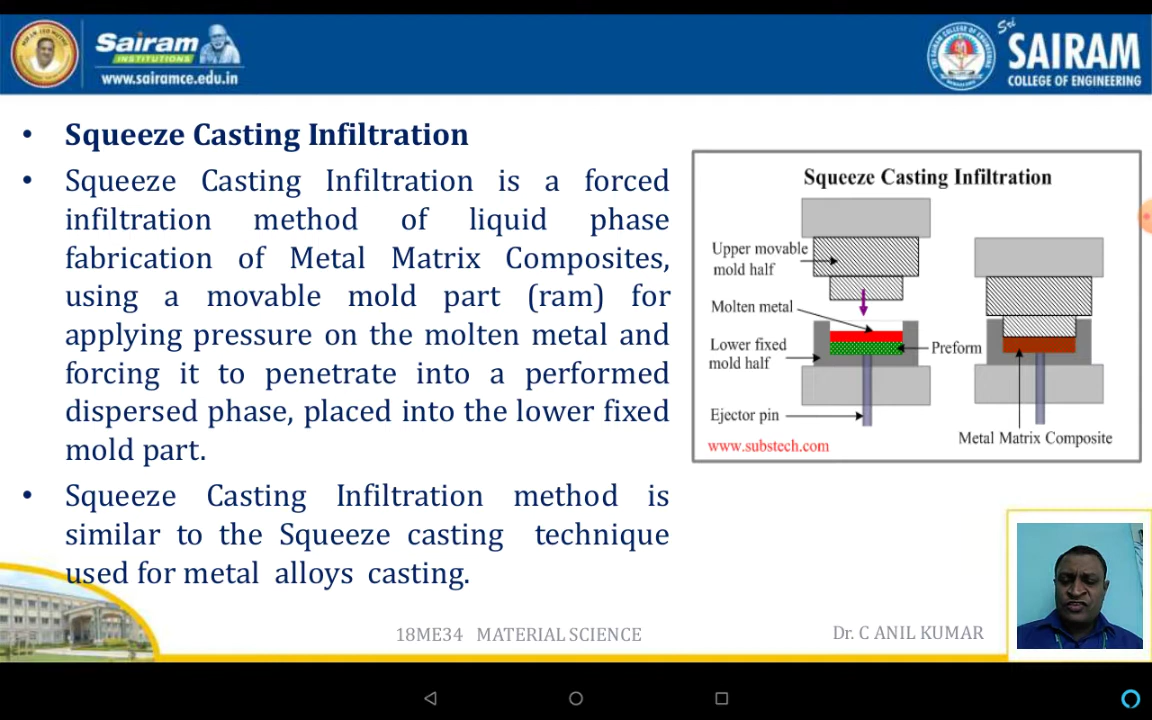 Sairam
INSTITUTIONS
www.sairamce.edu.in
Sri
SAIRAM
COLLEGE OF ENGINEERING
• Squeeze Casting Infiltration
• Squeeze Casting Infiltration is a forced
infiltration method of liquid phase
fabrication of Metal Matrix Composites,
using a movable mold part (ram) for
applying pressure on the molten metal and
forcing it to penetrate into a performed
dispersed phase, placed into the lower fixed
mold part.
• Squeeze Casting Infiltration method is
similar to the Squeeze casting technique
used for metal alloys casting.
Squeeze Casting Infiltration
Upper movable
mold half
Molten metal
Lower fixed
mold half
Preform
Ejector pin
Metal Matrix Composite
www.substech.com
18ME34 MATERIAL SCIENCE
Dr. C ANIL KUMAR